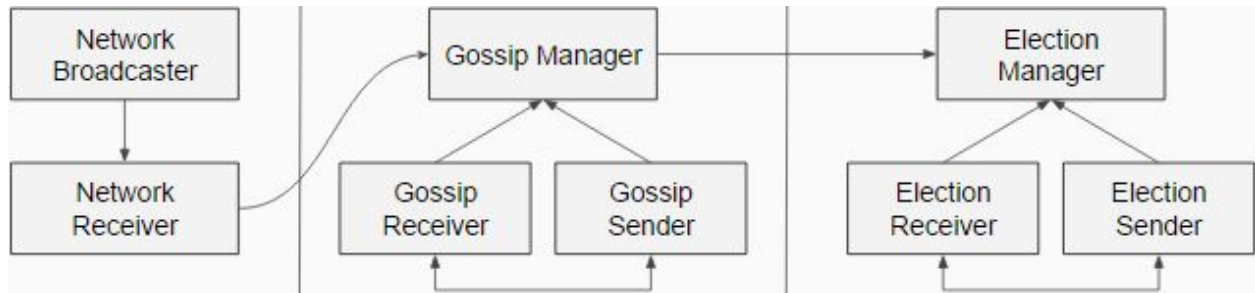 Network
Broadcaster
Gossip Manager
Election
Manager
Network
Receiver
Gossip
Receiver
Gossip
Sender
Election
Receiver
Election
Sender